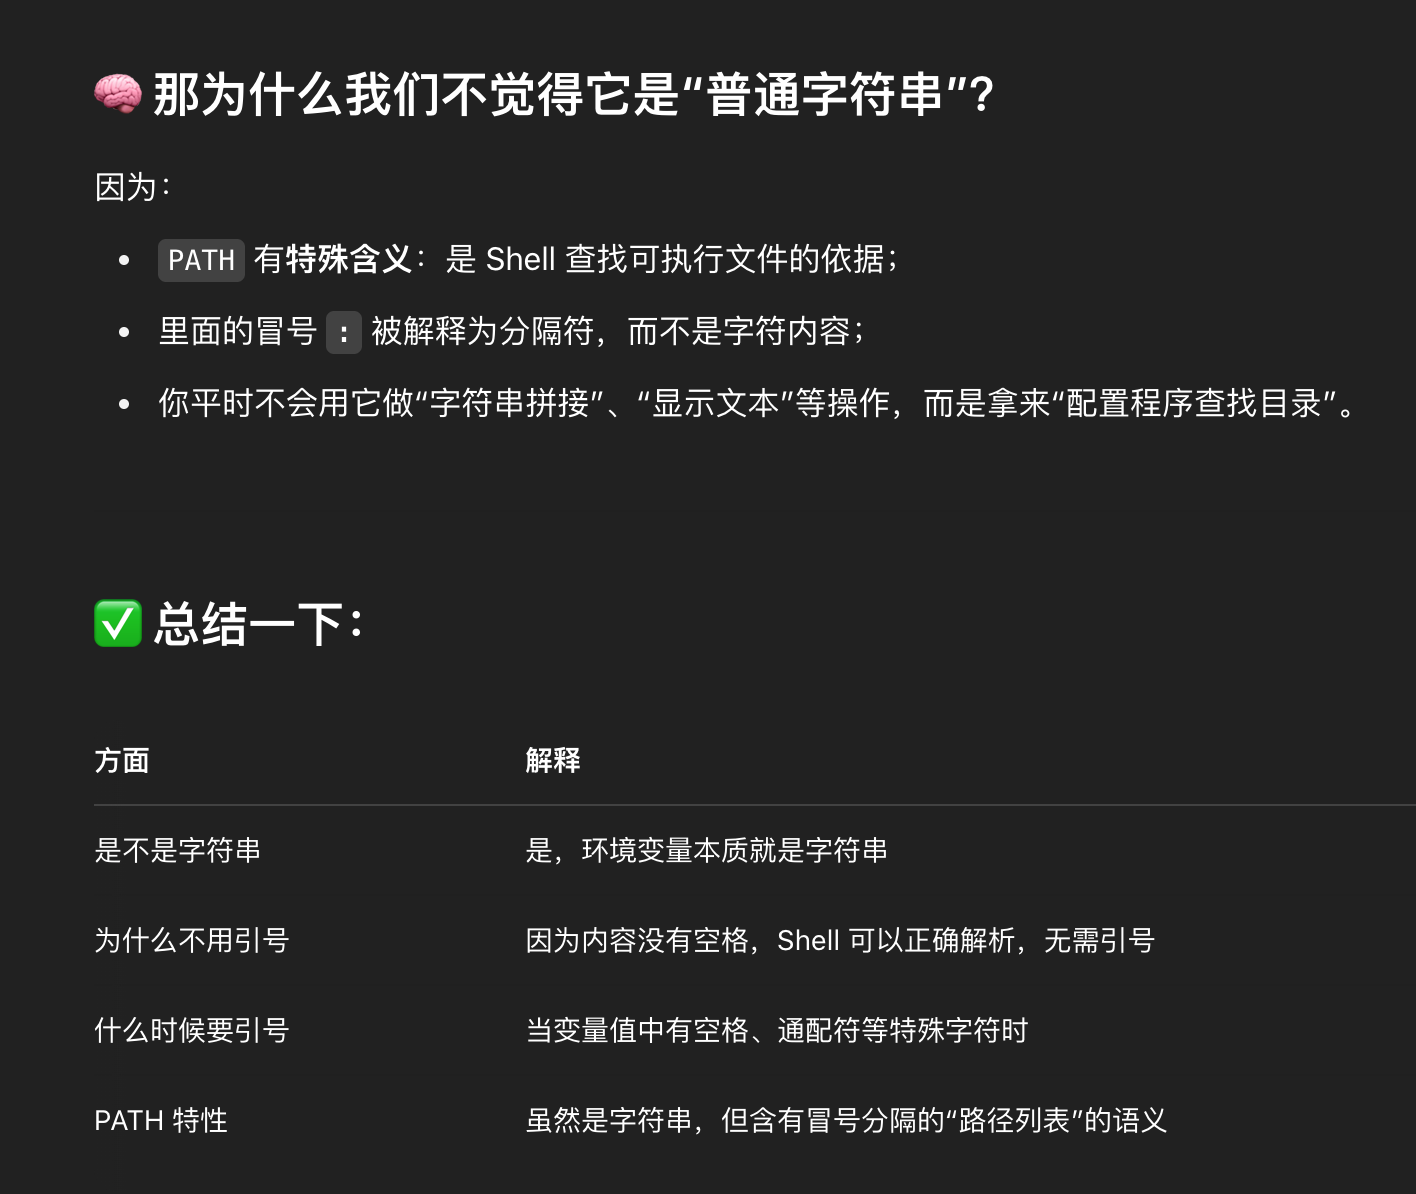 🧠 那为什么我们不觉得它是“普通字符串”？
因为：
• PATH 有特殊含义：是 Shell 查找可执行文件的依据；
• 里面的冒号 : 被解释为分隔符，而不是字符内容；
• 你平时不会用它做“字符串拼接”、“显示文本”等操作，而是拿来“配置程序查找目录”。
✅ 总结一下：
方面 解释
是不是字符串 是，环境变量本质就是字符串
为什么不用引号 因为内容没有空格，Shell 可以正确解析，无需引号
什么时候要引号 当变量值中有空格、通配符等特殊字符时
PATH 特性 虽然是字符串，但含有冒号分隔的“路径列表”的语义